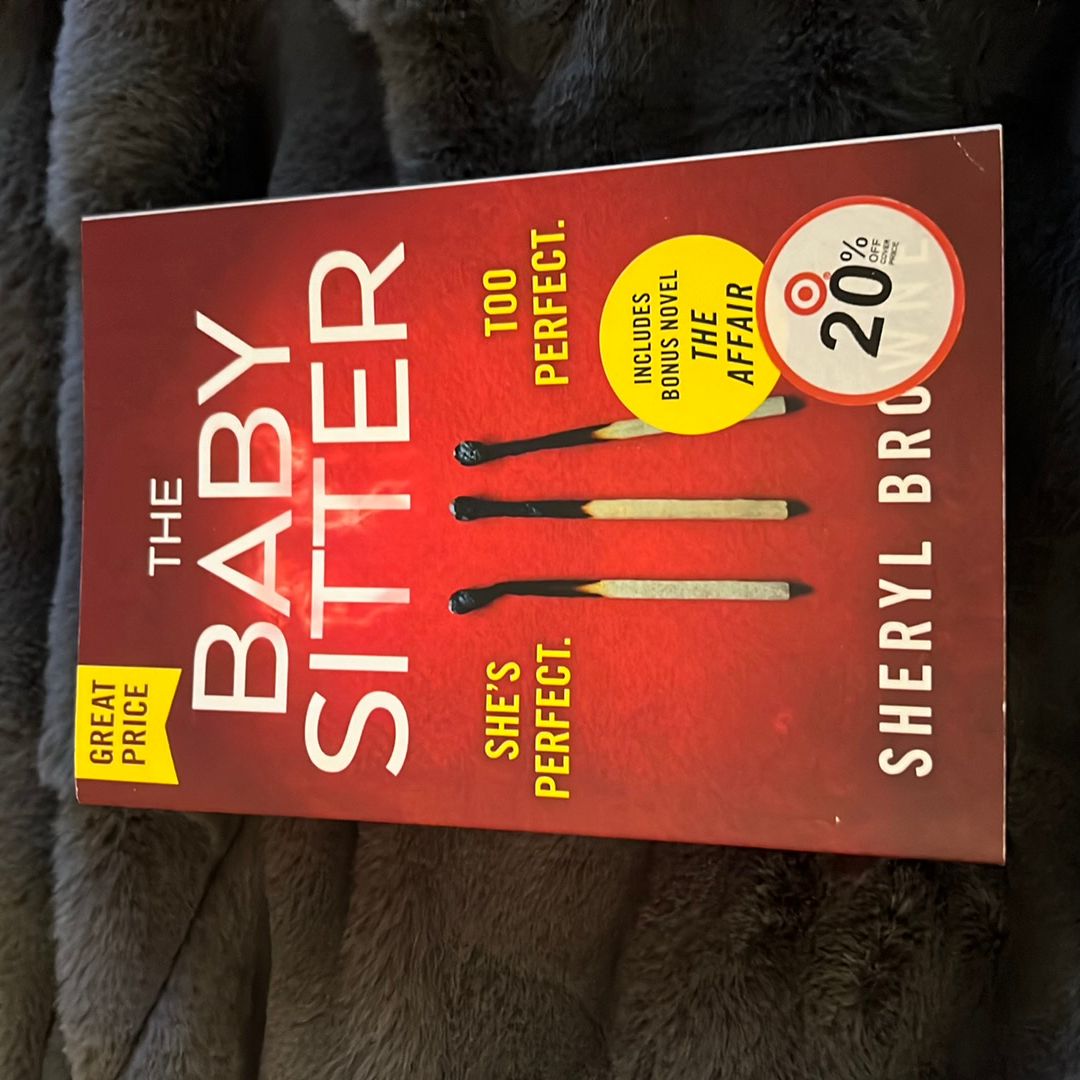 GREAT
PRICE
THE
BABY
SITTER
SHE'S
PERFECT.
TOO
PERFECT.
INCLUDES
BONUS NOVEL
THE
AFFAIR
20%
OFF
COVER
PRICE
SHERYL BROWNE